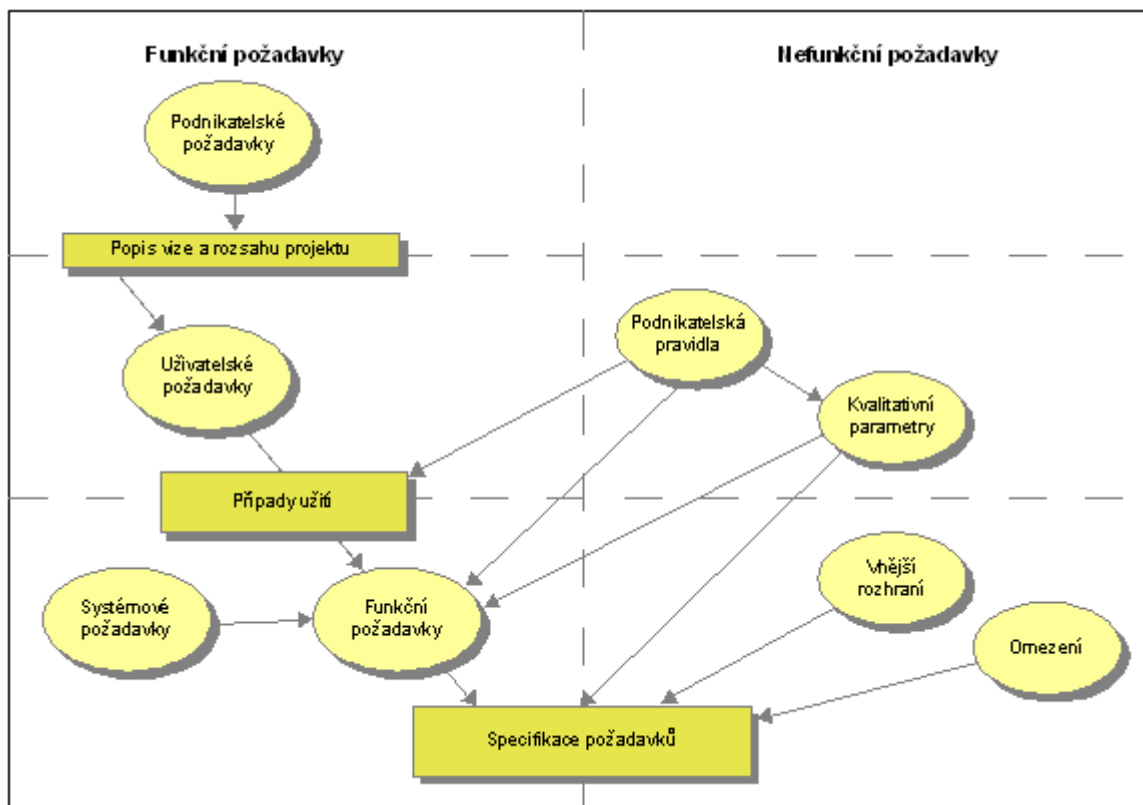 Funkční požadavky
Nefunkční požadavky
Podnikatelské
požadavky
Popis vize a rozsahu projektu
Podnikatelská
pravidla
Uživatelské
požadavky
Kvalitativní
parametry
Případy užití
Vnější
rozhraní
Systémové
požadavky
Funkční
požadavky
Omezení
Specifikace požadavků